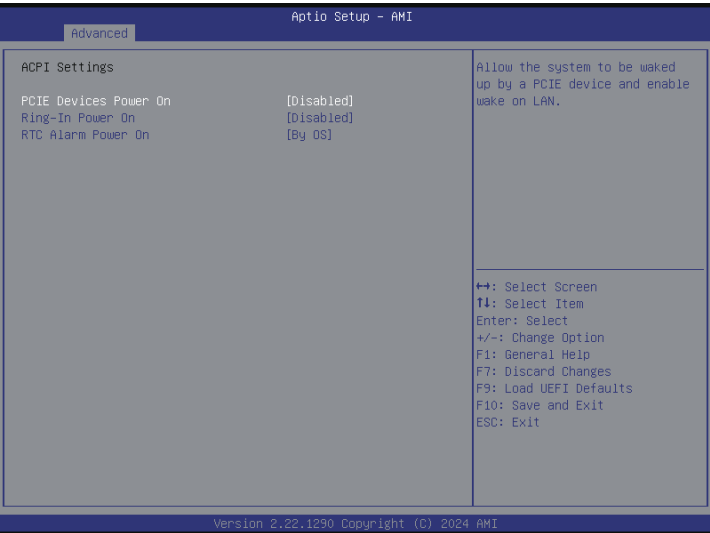 Aptio Setup - AMI
Advanced
ACPI Settings
PCIE Devices Power On [Disabled]
Ring-In Power On [Disabled]
RTC Alarm Power On [By OS]
Allow the system to be waked
up by a PCIE device and enable
wake on LAN.
↔: Select Screen
↑↓: Select Item
Enter: Select
+/-: Change Option
F1: General Help
F7: Discard Changes
F9: Load UEFI Defaults
F10: Save and Exit
ESC: Exit
Version 2.22.1290 Copyright (C) 2024 AMI